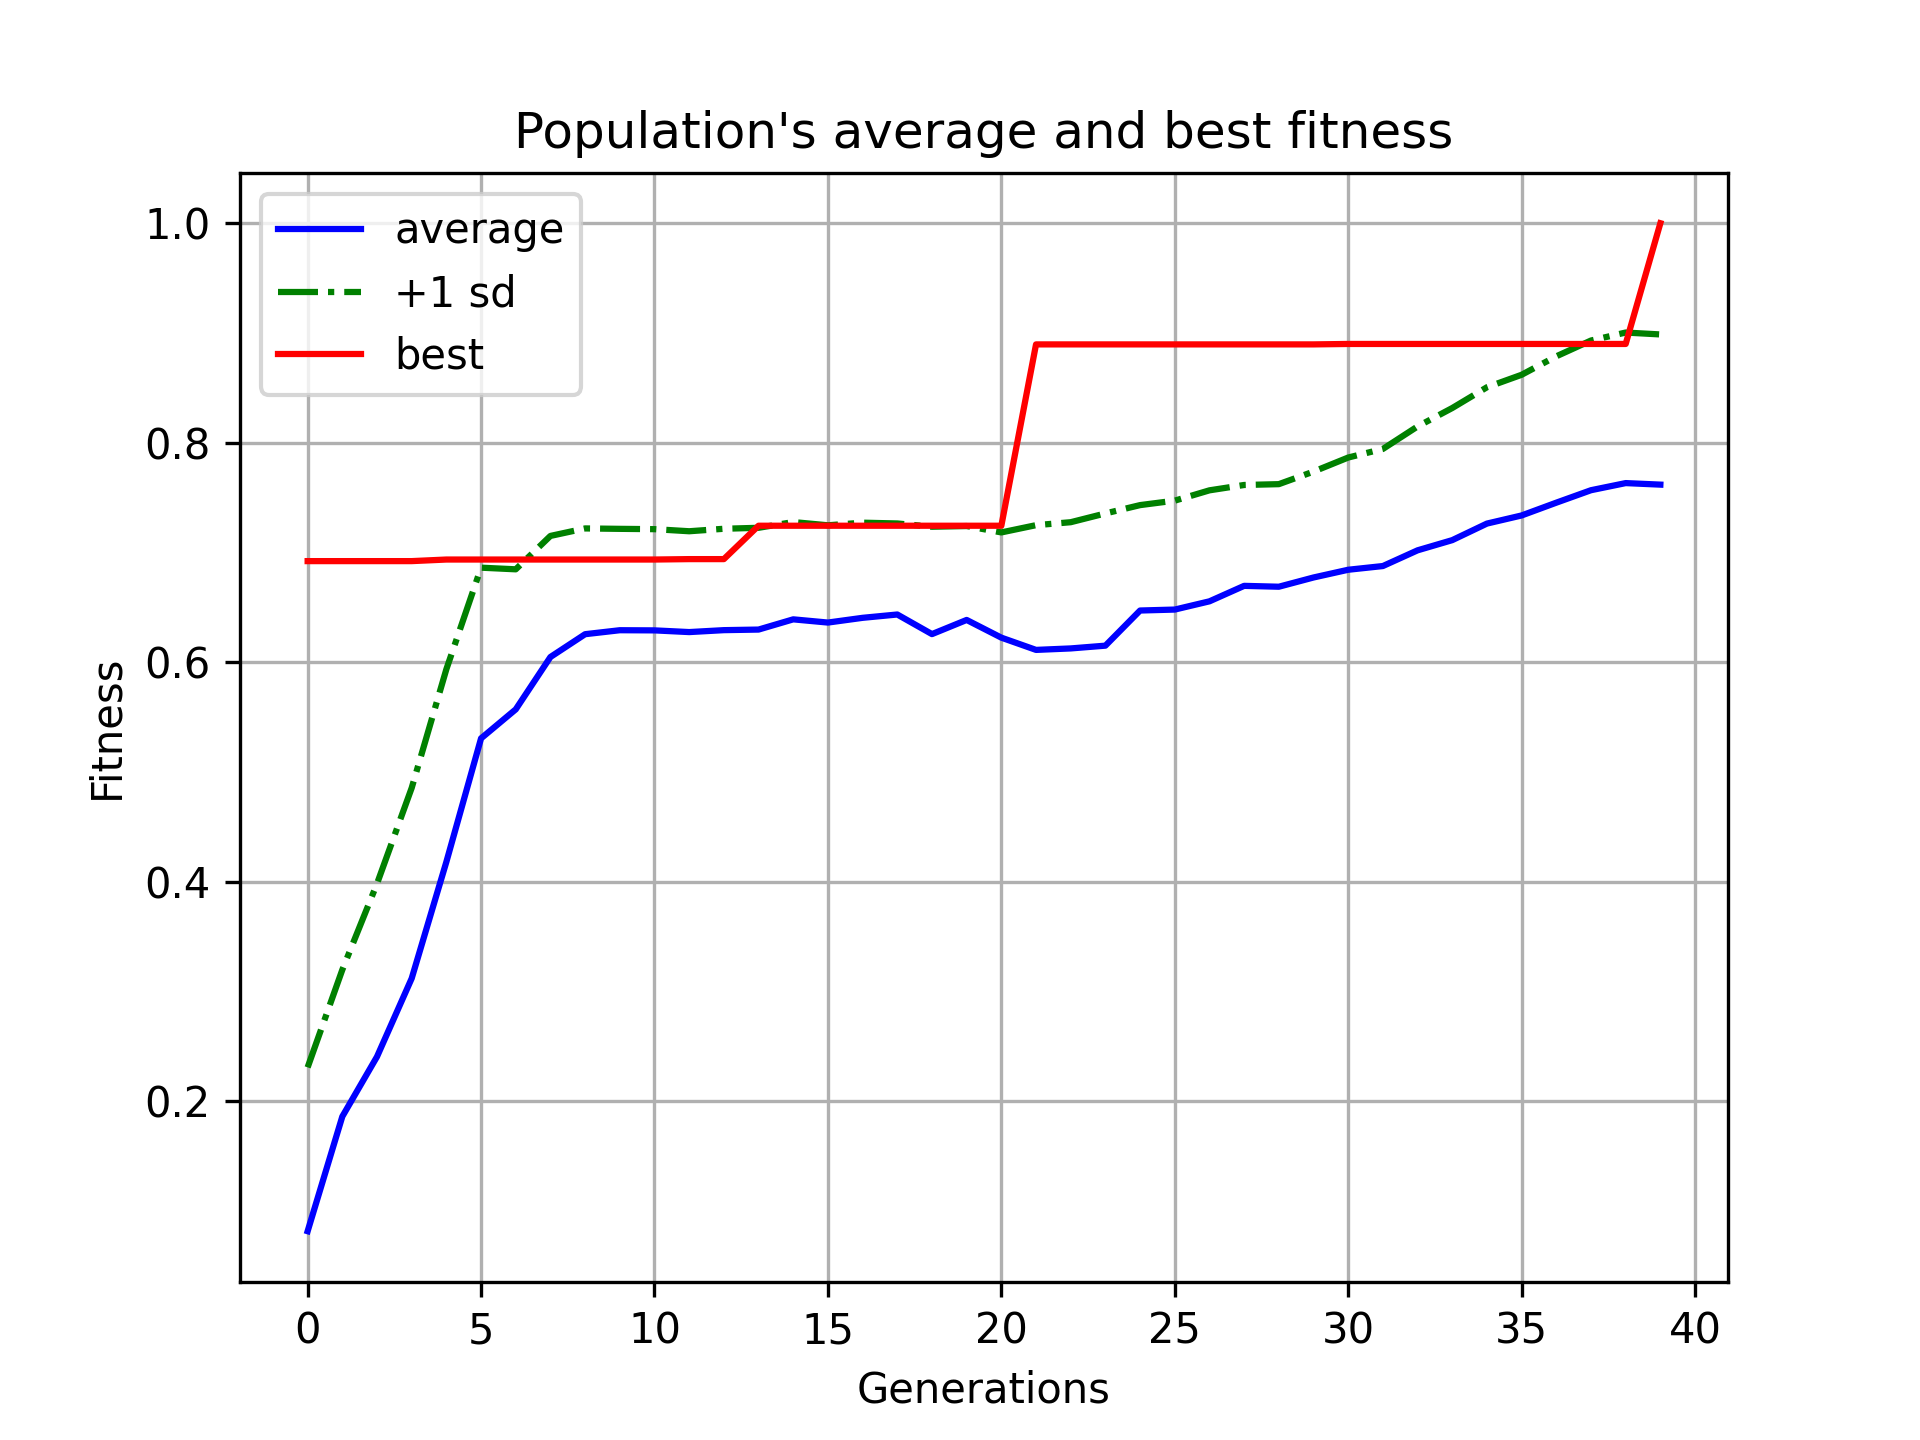 Population's average and best fitness
average
+1 sd
best
1.0
0.8
0.6
0.4
0.2
Fitness
0 5 10 15 20 25 30 35 40
Generations